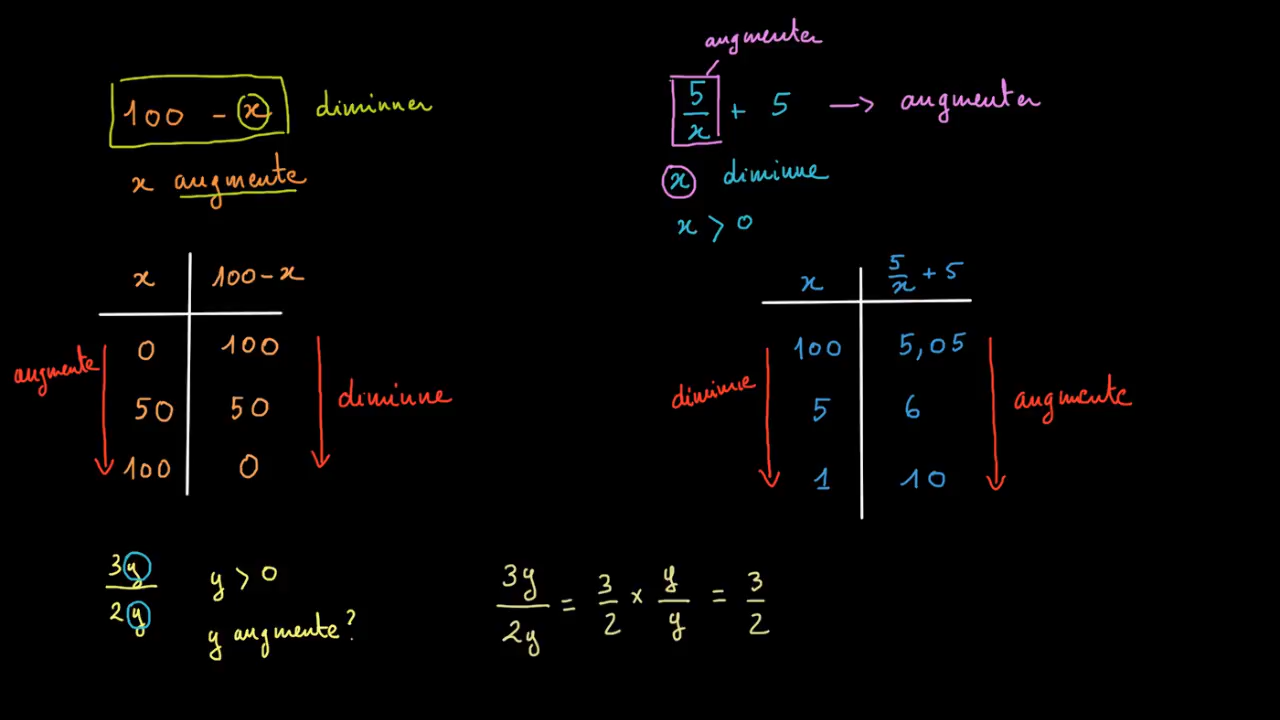 100 - x diminuer
x augmente
x | 100 - x
0 | 100
50 | 50
100 | 0
augmente
diminue
augmenter
5/x + 5 → augmenter
x diminue
x > 0
x | 5/x + 5
100 | 5,05
5 | 6
1 | 10
diminue
augmente
3y/2y y > 0
y augmente?
3y/2y = 3/2 × y/y = 3/2